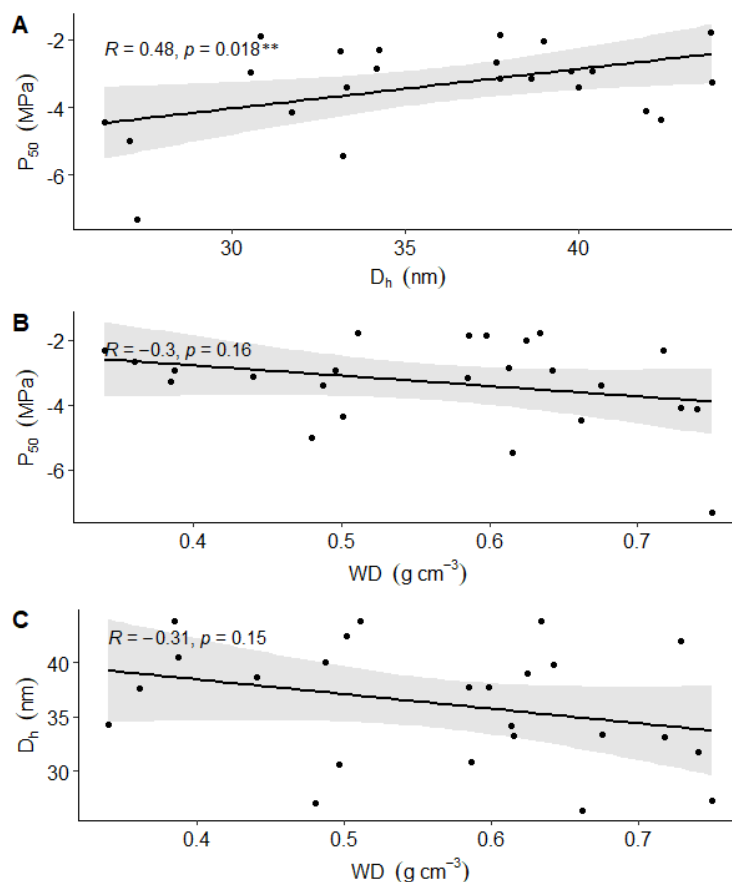 A
R = 0.48, p = 0.018**
-2
-4
-6
P₅₀ (MPa)
30 35 40
Dₕ (nm)
B
R = −0.3, p = 0.16
-2
-4
-6
P₅₀ (MPa)
0.4 0.5 0.6 0.7
WD (g cm⁻³)
C
R = −0.31, p = 0.15
40
35
30
Dₕ (nm)
0.4 0.5 0.6 0.7
WD (g cm⁻³)